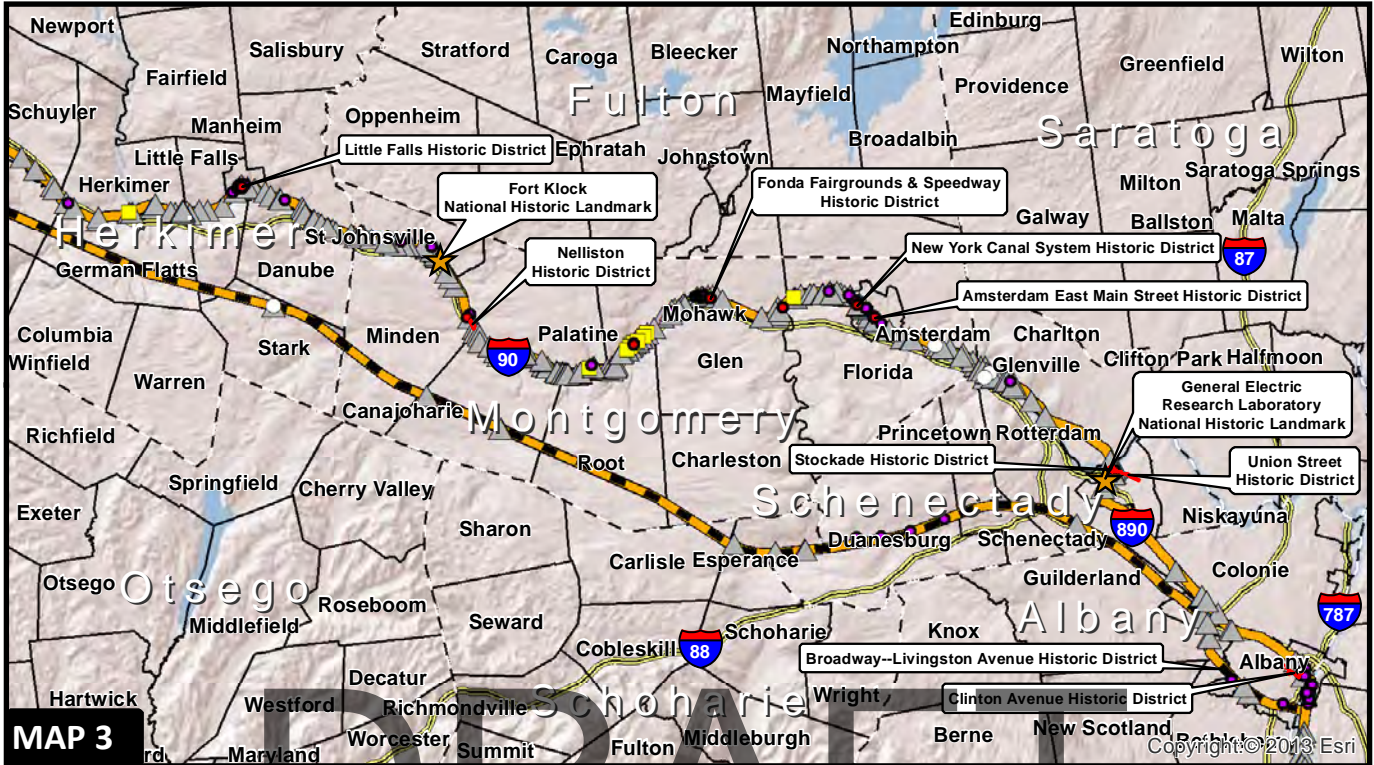 Newport
Salisbury
Stratford
Caroga
Bleecker
Edinburg
Northampton
Wilton
Greenfield
Fairfield
Fulton
Mayfield
Providence
Schuyler
Oppenheim
Manheim
Saratoga
Broadalbin
Little Falls
Little Falls Historic District
Ephratah
Johnstown
Saratoga Springs
Herkimer
Fort Klock
National Historic Landmark
Fonda Fairgrounds & Speedway
Historic District
Milton
Galway
Ballston
Malta
Herkimer
St Johnsville
Nelliston
Historic District
New York Canal System Historic District
87
German Flatts
Danube
Amsterdam East Main Street Historic District
Columbia
Minden
Palatine
Mohawk
Amsterdam
Charlton
Winfield
Stark
90
Glen
Glenville
Clifton Park
Halfmoon
Warren
Florida
General Electric
Research Laboratory
National Historic Landmark
Canajoharie
Montgomery
Richfield
Princetown
Rotterdam
Root
Charleston
Stockade Historic District
Union Street
Historic District
Springfield
Cherry Valley
Schenectady
Exeter
Sharon
890
Niskayuna
Duanesburg
Schenectady
Carlisle
Esperance
Otsego
Otsego
Guilderland
Colonie
Roseboom
Middlefield
Seward
Albany
787
Knox
Schoharie
Cobleskill
88
Broadway--Livingston Avenue Historic District
Albany
Decatur
Hartwick
Westford
Richmondville
Schoharie
Wright
Clinton Avenue Historic District
DRAFT
MAP 3
Worcester
Maryland
Summit
Fulton
Middleburgh
Berne
New Scotland
Copyright:© 2013 Esri